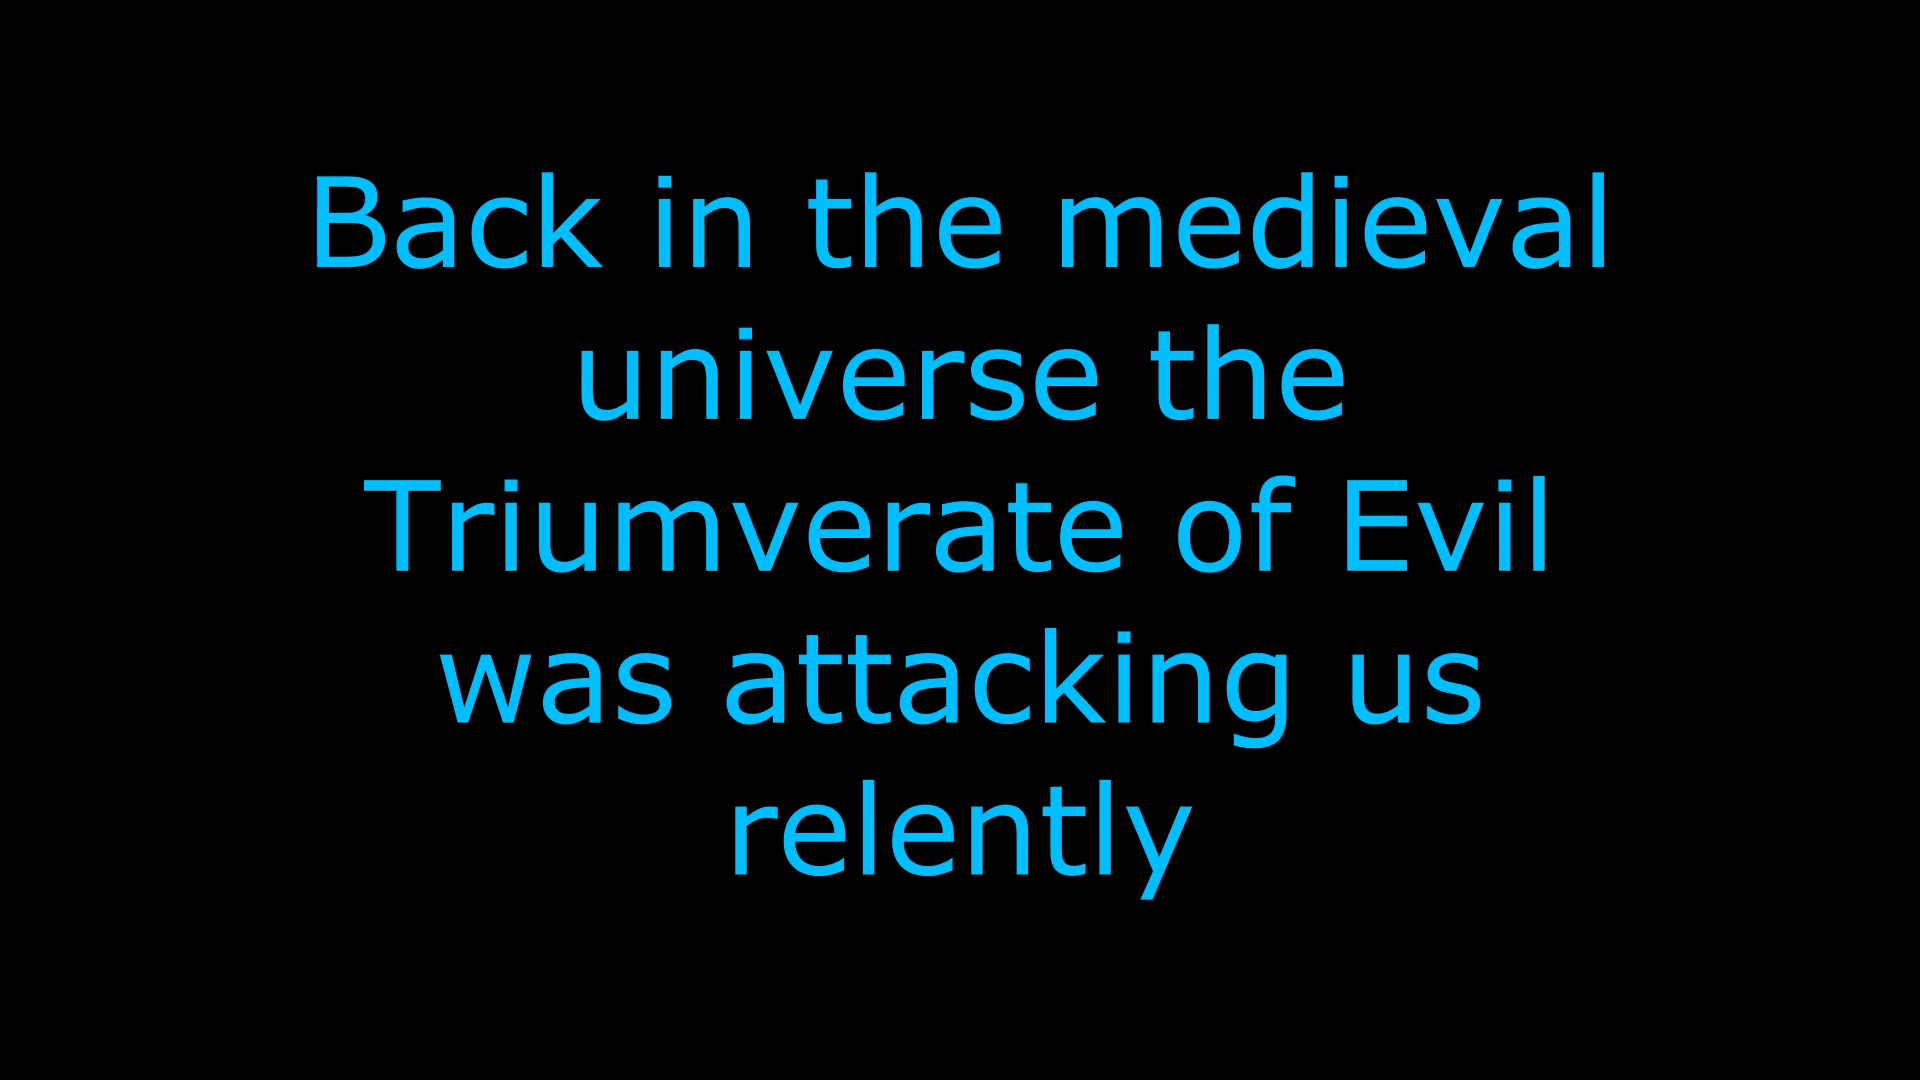 Back in the medieval
universe the
Triumverate of Evil
was attacking us
relently